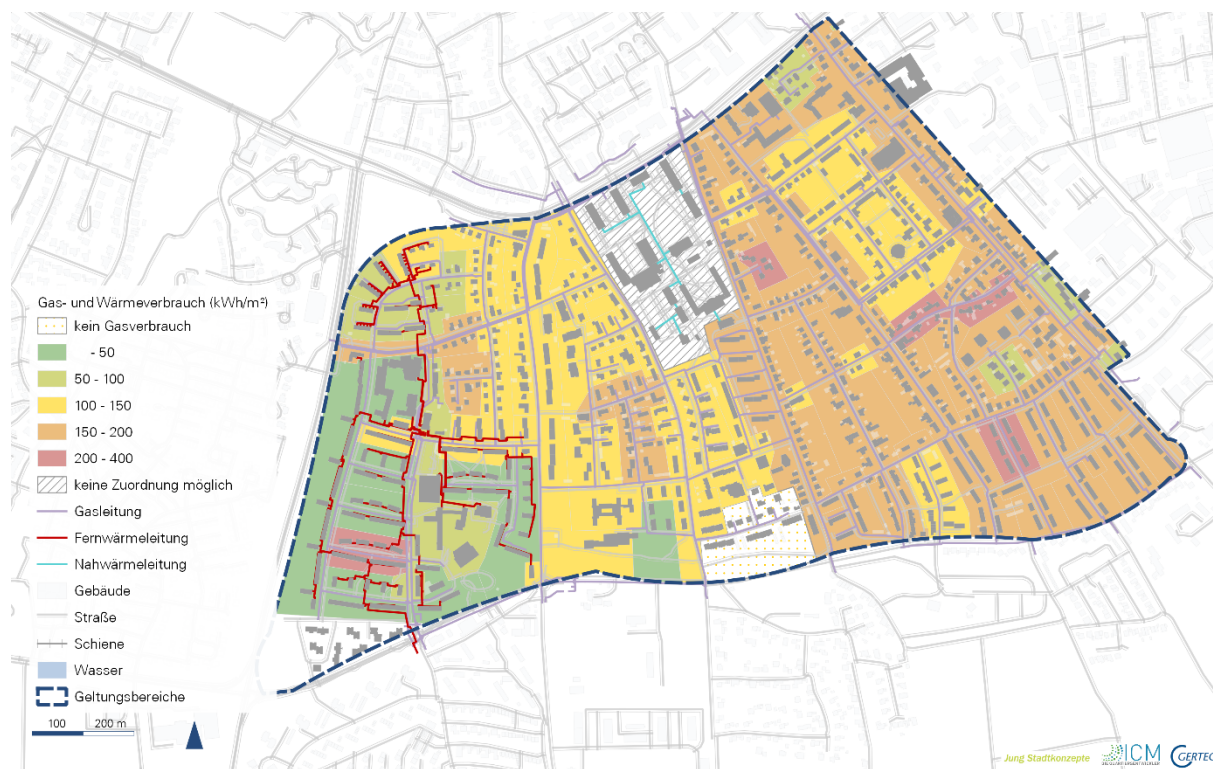 Gas- und Wärmeverbrauch (kWh/m²)
kein Gasverbrauch
- 50
50 - 100
100 - 150
150 - 200
200 - 400
keine Zuordnung möglich
Gasleitung
Fernwärmeleitung
Nahwärmeleitung
Gebäude
Straße
Schiene
Wasser
Geltungsbereiche
100 200 m
Jung Stadtkonzepte
ICM
GERTEC